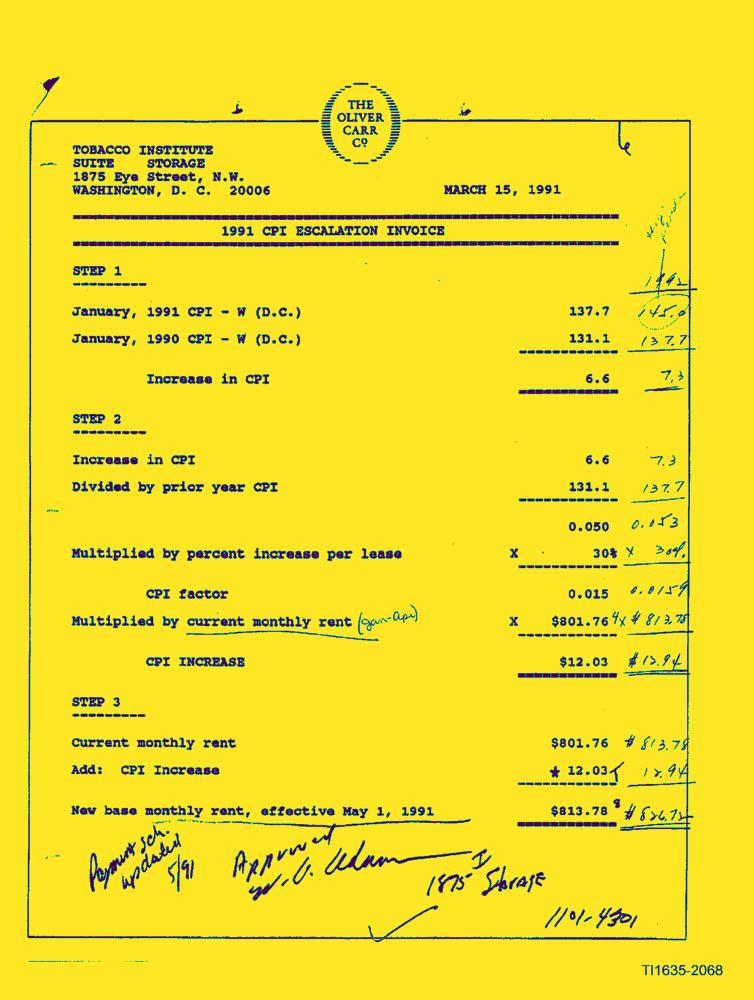 THE
OLIVER
CARR
CO
TOBACCO INSTITUTE
SUITE STORAGE
1875 Eye Street, N.W.
WASHINGTON, D. C. 20006 MARCH 15, 1991
1991 CPI ESCALATION INVOICE
STEP 1
1992
January, 1991 CPI - W (D.C.) 137.7 145.0
January, 1990 CPI - W (D.C.) 131.1 137.7
Increase in CPI 6.6 7.3
STEP 2
Increase in CPI 6.6 7.3
Divided by prior year CPI 131.1 137.7
0.050 0.053
Multiplied by percent increase per lease X 30% X 30%
CPI factor 0.015 0.0159
Multiplied by current monthly rent (Jan-Apr) X $801.76 X $813.78
CPI INCREASE $12.03 $12.94
STEP 3
Current monthly rent $801.76 $813.78
Add: CPI Increase * 12.03 12.94
New base monthly rent, effective May 1, 1991 $813.78 $826.72
Payment sch. updated 5/91
Approved
1875 I Storage
1101-4301
TI1635-2068